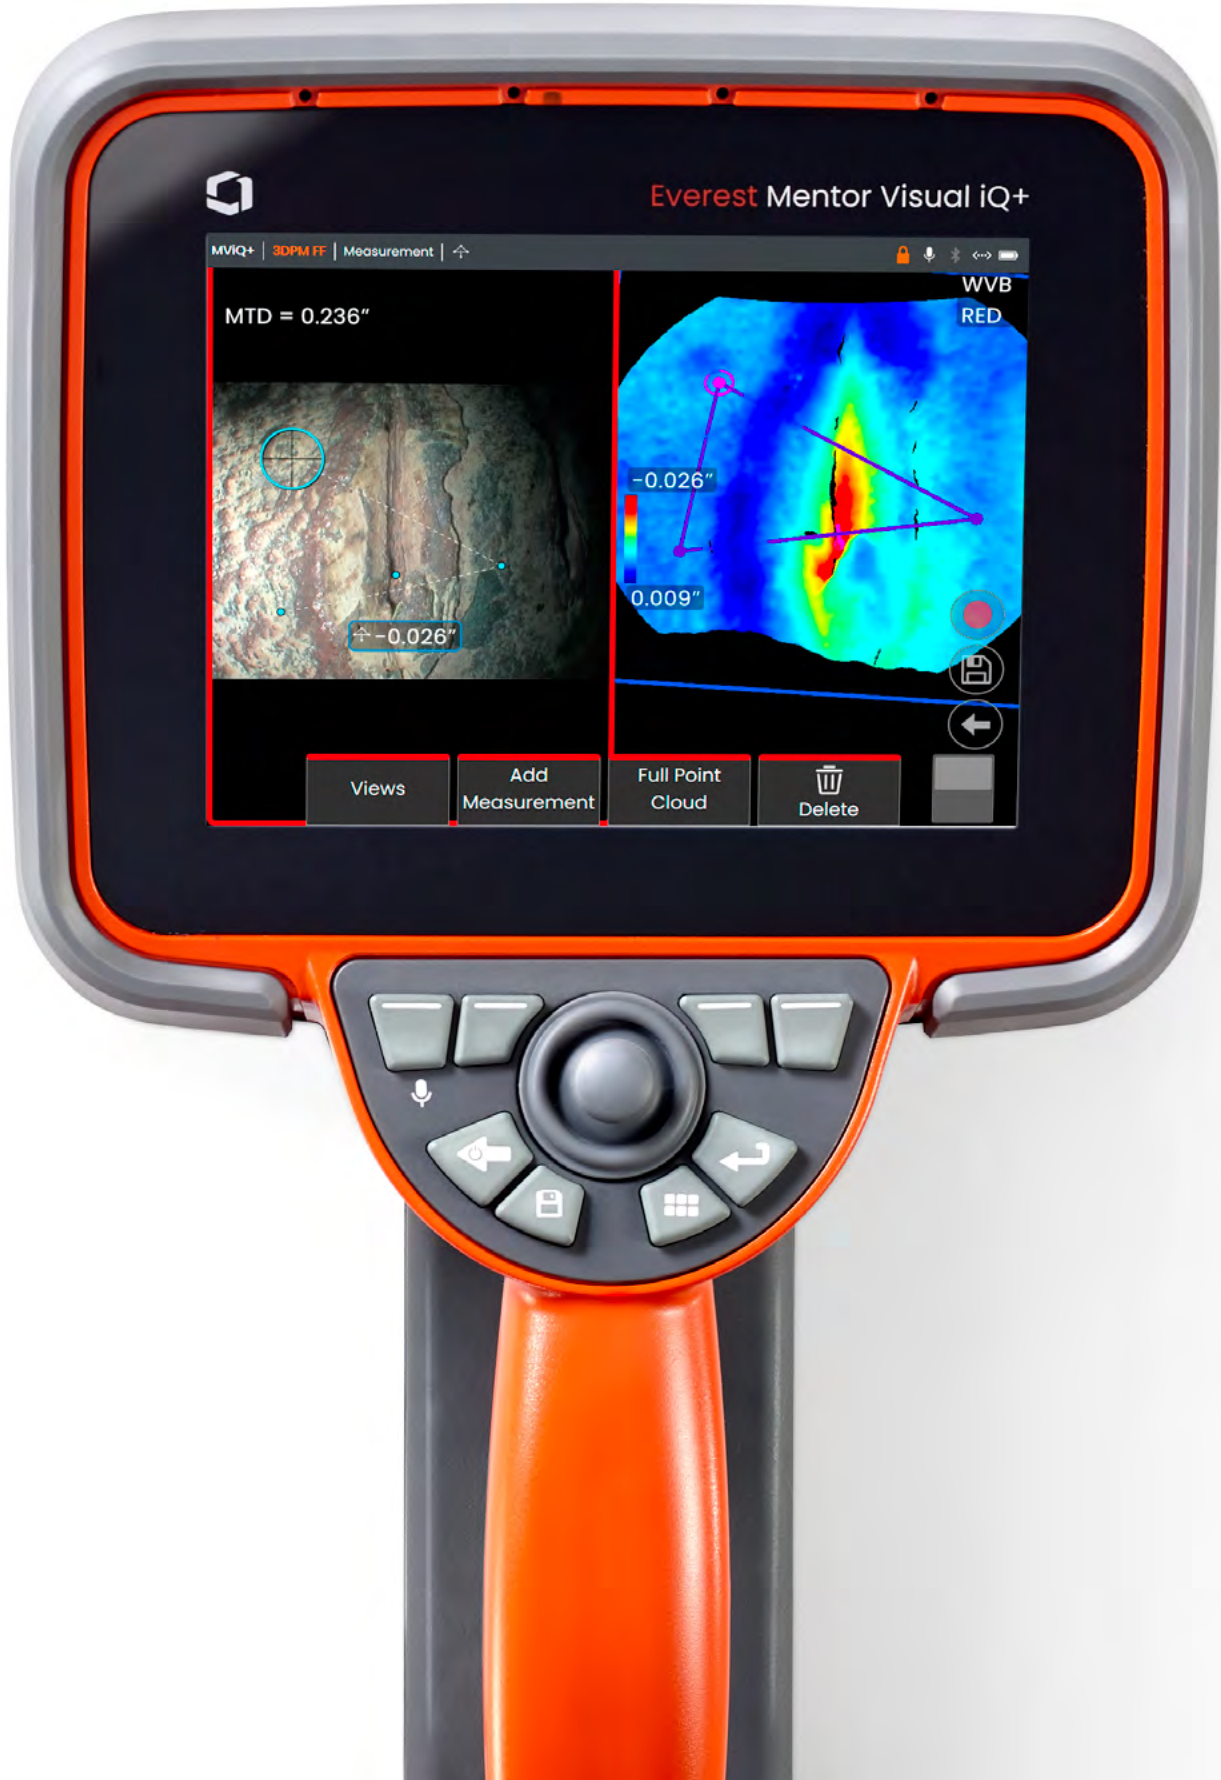 Everest Mentor Visual iQ+
MViQ+ | 3DPM FF | Measurement |
MTD = 0.236"
WVB
RED
-0.026"
0.009"
-0.026"
Views
Add
Measurement
Full Point
Cloud
Delete